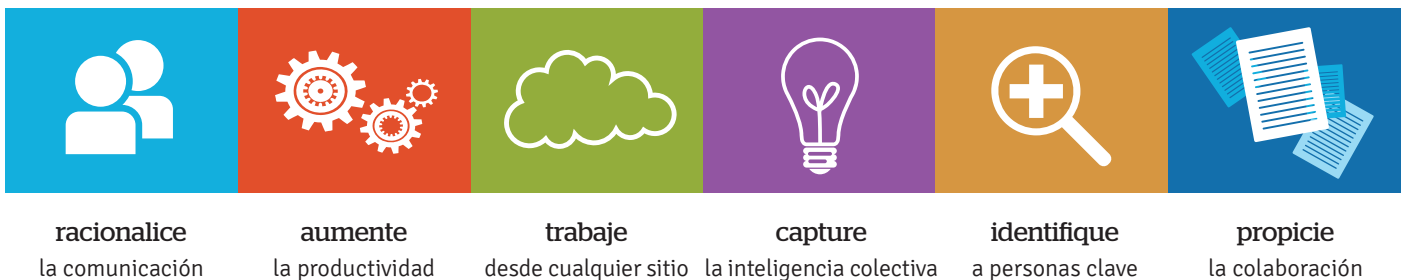 racionalice
la comunicación
aumente
la productividad
trabaje
desde cualquier sitio
capture
la inteligencia colectiva
identifique
a personas clave
propicie
la colaboración